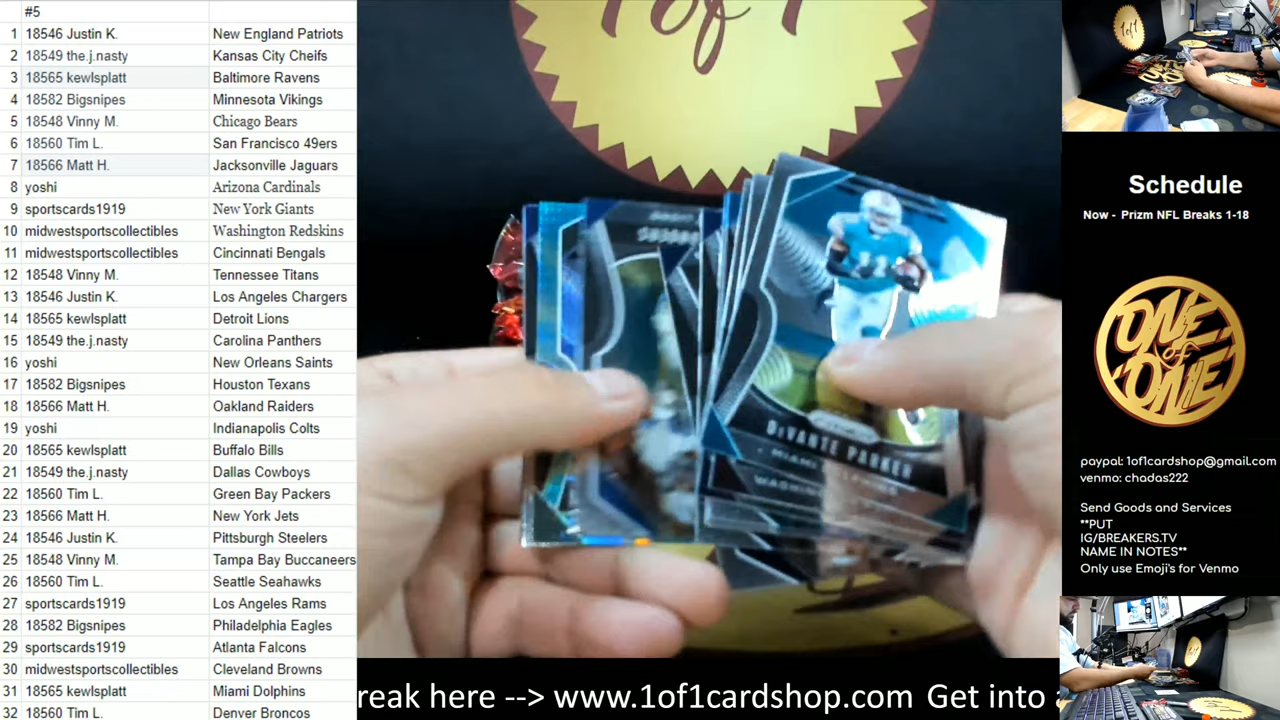 #5
1 18546 Justin K. New England Patriots
2 18549 the.j.nasty Kansas City Cheifs
3 18565 kewlsplatt Baltimore Ravens
4 18582 Bigsnipes Minnesota Vikings
5 18548 Vinny M. Chicago Bears
6 18560 Tim L. San Francisco 49ers
7 18566 Matt H. Jacksonville Jaguars
8 yoshi Arizona Cardinals
9 sportscards1919 New York Giants
10 midwestsportscollectibles Washington Redskins
11 midwestsportscollectibles Cincinnati Bengals
12 18548 Vinny M. Tennessee Titans
13 18546 Justin K. Los Angeles Chargers
14 18565 kewlsplatt Detroit Lions
15 18549 the.j.nasty Carolina Panthers
16 yoshi New Orleans Saints
17 18582 Bigsnipes Houston Texans
18 18566 Matt H. Oakland Raiders
19 yoshi Indianapolis Colts
20 18565 kewlsplatt Buffalo Bills
21 18549 the.j.nasty Dallas Cowboys
22 18560 Tim L. Green Bay Packers
23 18566 Matt H. New York Jets
24 18546 Justin K. Pittsburgh Steelers
25 18548 Vinny M. Tampa Bay Buccaneers
26 18560 Tim L. Seattle Seahawks
27 sportscards1919 Los Angeles Rams
28 18582 Bigsnipes Philadelphia Eagles
29 sportscards1919 Atlanta Falcons
30 midwestsportscollectibles Cleveland Browns
31 18565 kewlsplatt Miami Dolphins
32 18560 Tim L. Denver Broncos
of
DEVANTE PARKER
MIAMI
reak here --> www.1of1cardshop.com Get into a
1of1
Schedule
Now - Prizm NFL Breaks 1-18
ONE
of
ONE
paypal: 1of1cardshop@gmail.com
venmo: chadas222
Send Goods and Services
**PUT
IG/BREAKERS.TV
NAME IN NOTES**
Only use Emoji's for Venmo